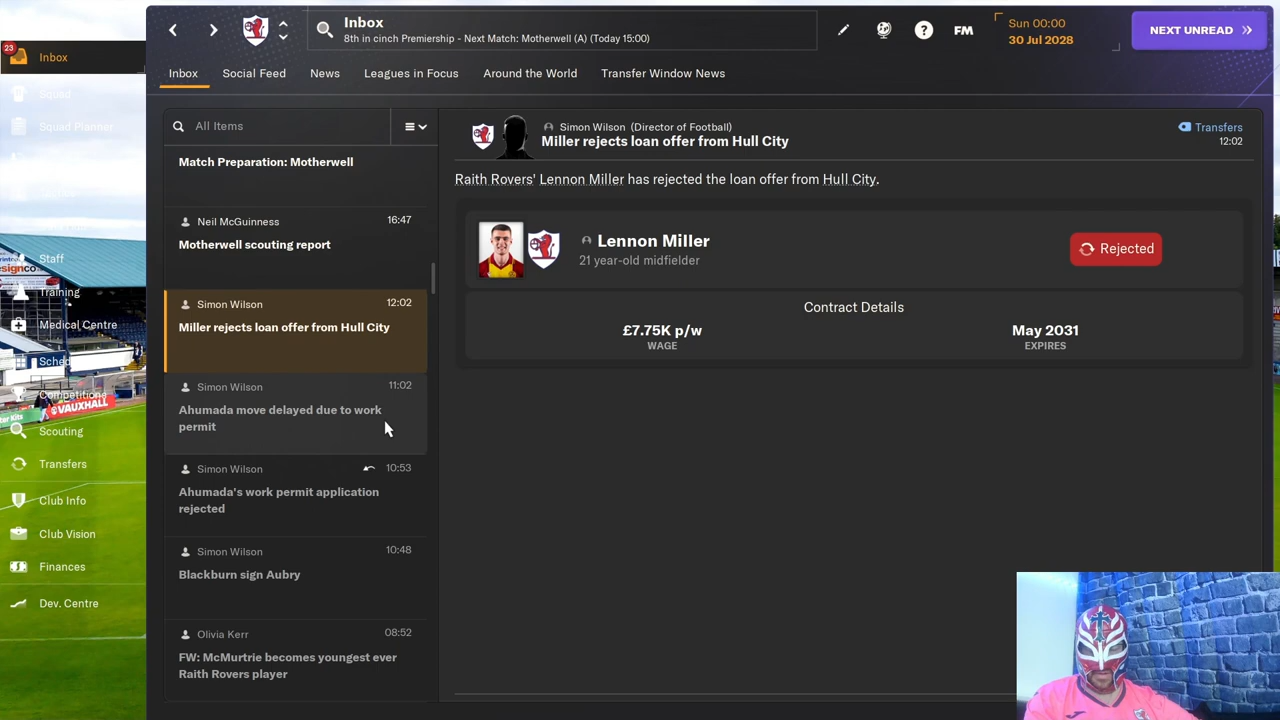 Inbox
8th in cinch Premiership - Next Match: Motherwell (A) (Today 15:00)
FM
Sun 00:00
30 Jul 2028
NEXT UNREAD
23
Inbox
Squad
Squad Planner
Staff
Training
Medical Centre
Sched
Competitions
VAUXHALL
Scouting
Transfers
Club Info
Club Vision
Finances
Dev. Centre
Inbox
Social Feed
News
Leagues in Focus
Around the World
Transfer Window News
All Items
Match Preparation: Motherwell
Neil McGuinness
16:47
Motherwell scouting report
Simon Wilson
12:02
Miller rejects loan offer from Hull City
Simon Wilson
11:02
Ahumada move delayed due to work
permit
Simon Wilson
10:53
Ahumada's work permit application
rejected
Simon Wilson
10:48
Blackburn sign Aubry
Olivia Kerr
08:52
FW: McMurtrie becomes youngest ever
Raith Rovers player
Simon Wilson (Director of Football)
Miller rejects loan offer from Hull City
Transfers
12:02
Raith Rovers' Lennon Miller has rejected the loan offer from Hull City.
Lennon Miller
21 year-old midfielder
Rejected
Contract Details
£7.75K p/w
WAGE
May 2031
EXPIRES